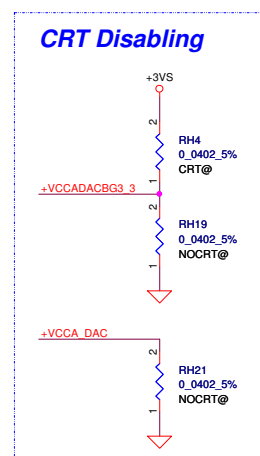 CRT Disabling
+3VS
2
RH4
0_0402_5%
CRT@
1
+VCCADACBG3_3
2
RH19
0_0402_5%
NOCRT@
1
+VCCA_DAC
2
RH21
0_0402_5%
NOCRT@
1